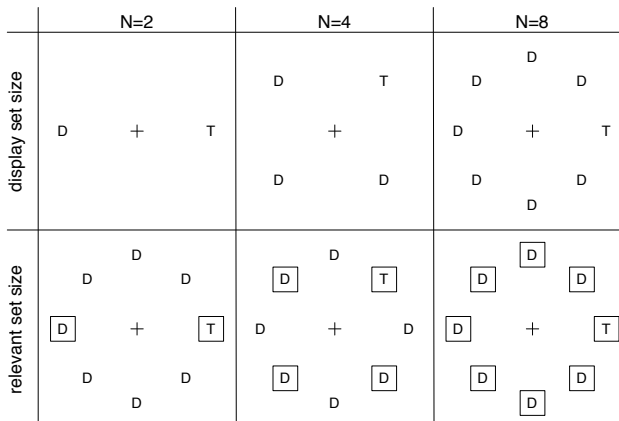 N=2 N=4 N=8
display set size
D
D T D D
D + T + D + T
D D D D
D
relevant set size
D D D
D D D T D D
D + T D + D D + T
D D D D D D
D D D